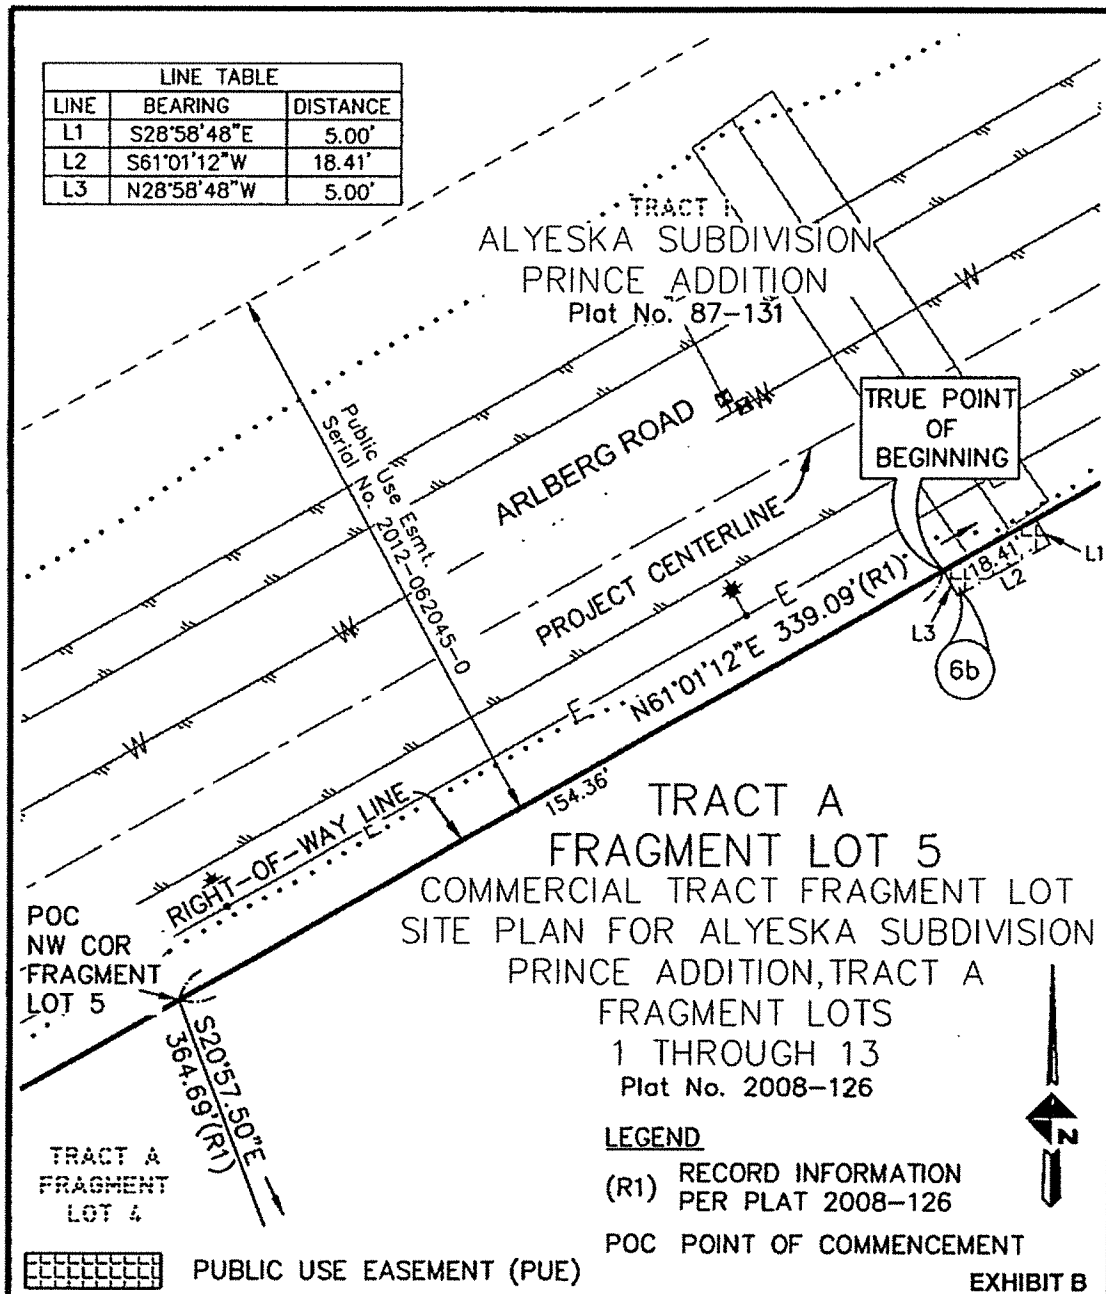 LINE TABLE
LINE BEARING DISTANCE
L1 S28°58'48"E 5.00'
L2 S61°01'12"W 18.41'
L3 N28°58'48"W 5.00'
TRACT
ALYESKA SUBDIVISION
PRINCE ADDITION
Plat No. 87-131
W
W
W
W
TRUE POINT
OF
BEGINNING
Public Use Esmt.
Serial No. 2012-062045-0
ARLBERG ROAD
PROJECT CENTERLINE
E
E
E
E
N61°01'12"E 339.09'(R1)
18.41'
L1
L2
L3
6b
154.36'
RIGHT-OF-WAY LINE
TRACT A
FRAGMENT LOT 5
COMMERCIAL TRACT FRAGMENT LOT
SITE PLAN FOR ALYESKA SUBDIVISION
PRINCE ADDITION, TRACT A
FRAGMENT LOTS
1 THROUGH 13
Plat No. 2008-126
POC
NW COR
FRAGMENT
LOT 5
S20°57.50"E
364.69'(R1)
TRACT A
FRAGMENT
LOT 4
N
LEGEND
(R1) RECORD INFORMATION
PER PLAT 2008-126
POC POINT OF COMMENCEMENT
PUBLIC USE EASEMENT (PUE)
EXHIBIT B